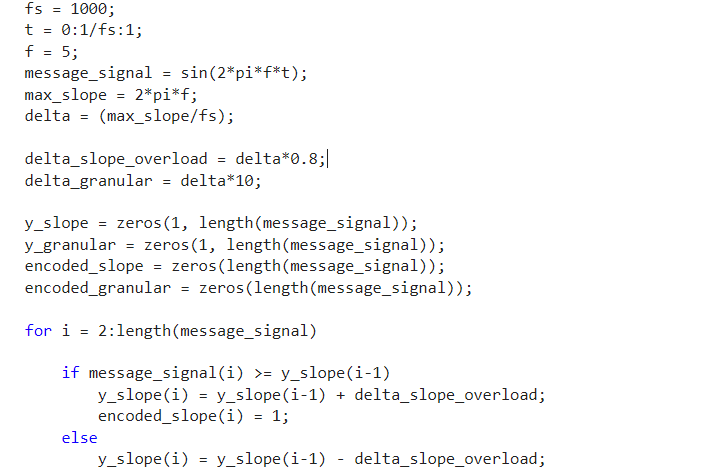 fs = 1000;
t = 0:1/fs:1;
f = 5;
message_signal = sin(2*pi*f*t);
max_slope = 2*pi*f;
delta = (max_slope/fs);
delta_slope_overload = delta*0.8;
delta_granular = delta*10;
y_slope = zeros(1, length(message_signal));
y_granular = zeros(1, length(message_signal));
encoded_slope = zeros(length(message_signal));
encoded_granular = zeros(length(message_signal));
for i = 2:length(message_signal)
if message_signal(i) >= y_slope(i-1)
y_slope(i) = y_slope(i-1) + delta_slope_overload;
encoded_slope(i) = 1;
else
y_slope(i) = y_slope(i-1) - delta_slope_overload;